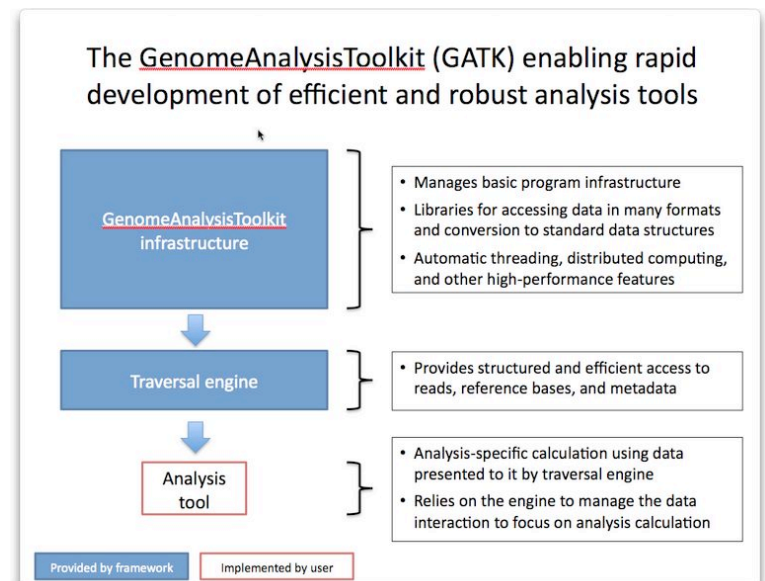 The GenomeAnalysisToolkit (GATK) enabling rapid
development of efficient and robust analysis tools
GenomeAnalysisToolkit
infrastructure
• Manages basic program infrastructure
• Libraries for accessing data in many formats
and conversion to standard data structures
• Automatic threading, distributed computing,
and other high-performance features
Traversal engine
• Provides structured and efficient access to
reads, reference bases, and metadata
Analysis
tool
• Analysis-specific calculation using data
presented to it by traversal engine
• Relies on the engine to manage the data
interaction to focus on analysis calculation
Provided by framework
Implemented by user